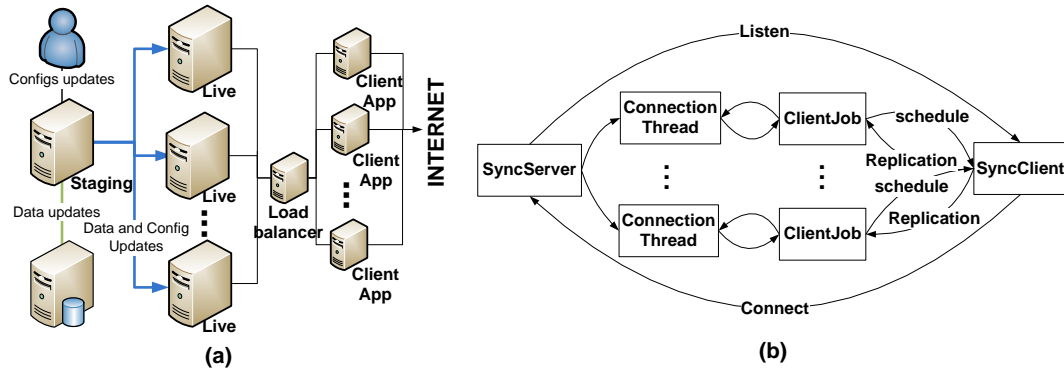 Configs updates
Staging
Data updates
Live
Live
Data and Config
Updates
Live
Load
balancer
Client
App
Client
App
Client
App
INTERNET
(a)
Listen
SyncServer
Connection
Thread
ClientJob
schedule
Replication
schedule
Replication
SyncClient
Connection
Thread
ClientJob
Connect
(b)